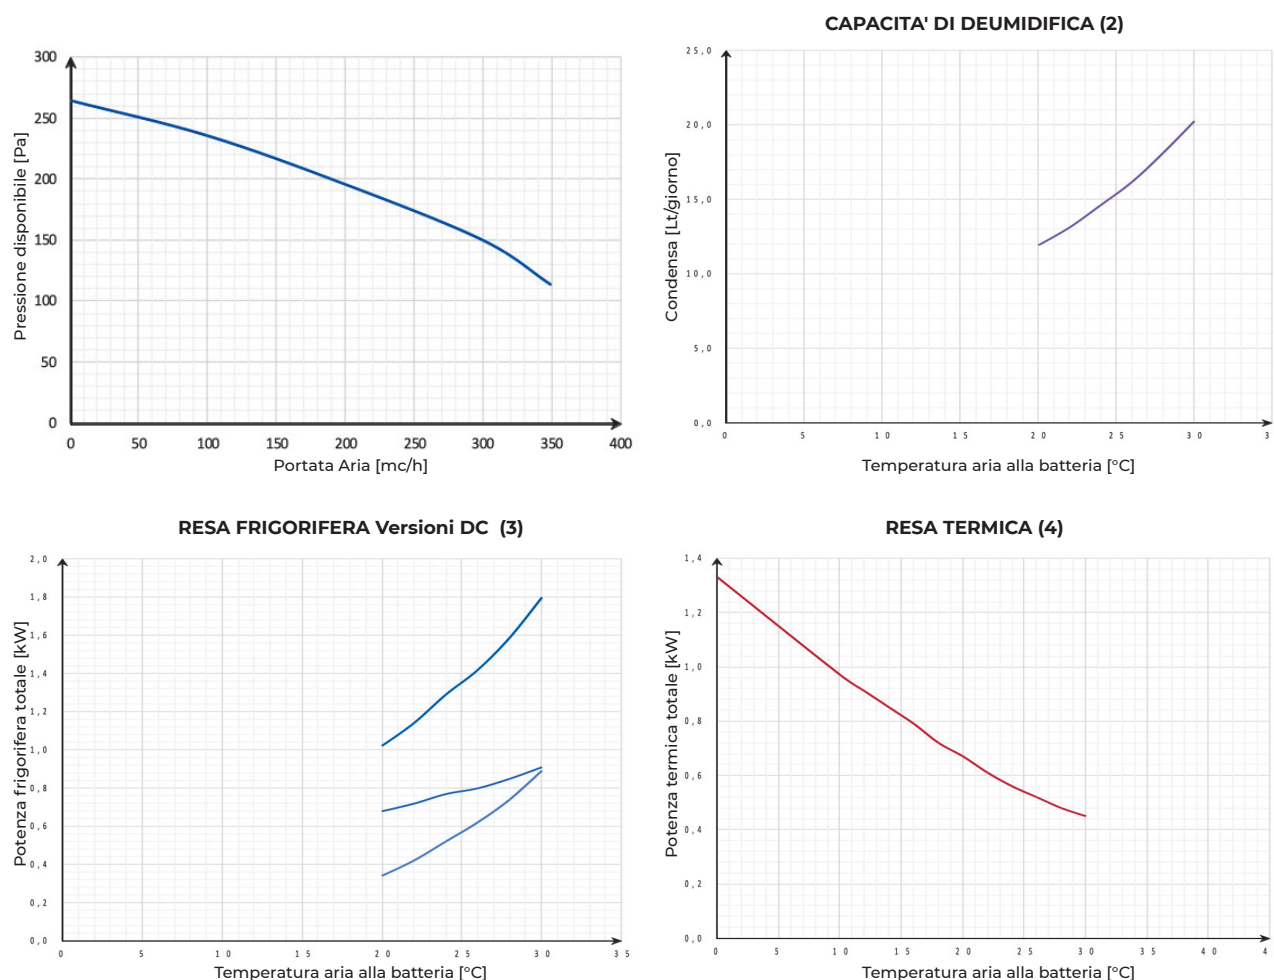 300
250
200
150
100
50
0
Pressione disponibile [Pa]
0 50 100 150 200 250 300 350 400
Portata Aria [mc/h]
CAPACITA' DI DEUMIDIFICA (2)
25,0
20,0
15,0
10,0
5,0
0,0
Condensa [Lt/giorno]
0 5 10 15 20 25 30 3
Temperatura aria alla batteria [°C]
RESA FRIGORIFERA Versioni DC (3)
2,0
1,8
1,6
1,4
1,2
1,0
0,8
0,6
0,4
0,2
0,0
Potenza frigorifera totale [kW]
0 5 10 15 20 25 30 35
Temperatura aria alla batteria [°C]
RESA TERMICA (4)
1,4
1,2
1,0
0,8
0,6
0,4
0,2
0,0
Potenza termica totale [kW]
0 5 10 15 20 25 30 40 4
Temperatura aria alla batteria [°C]